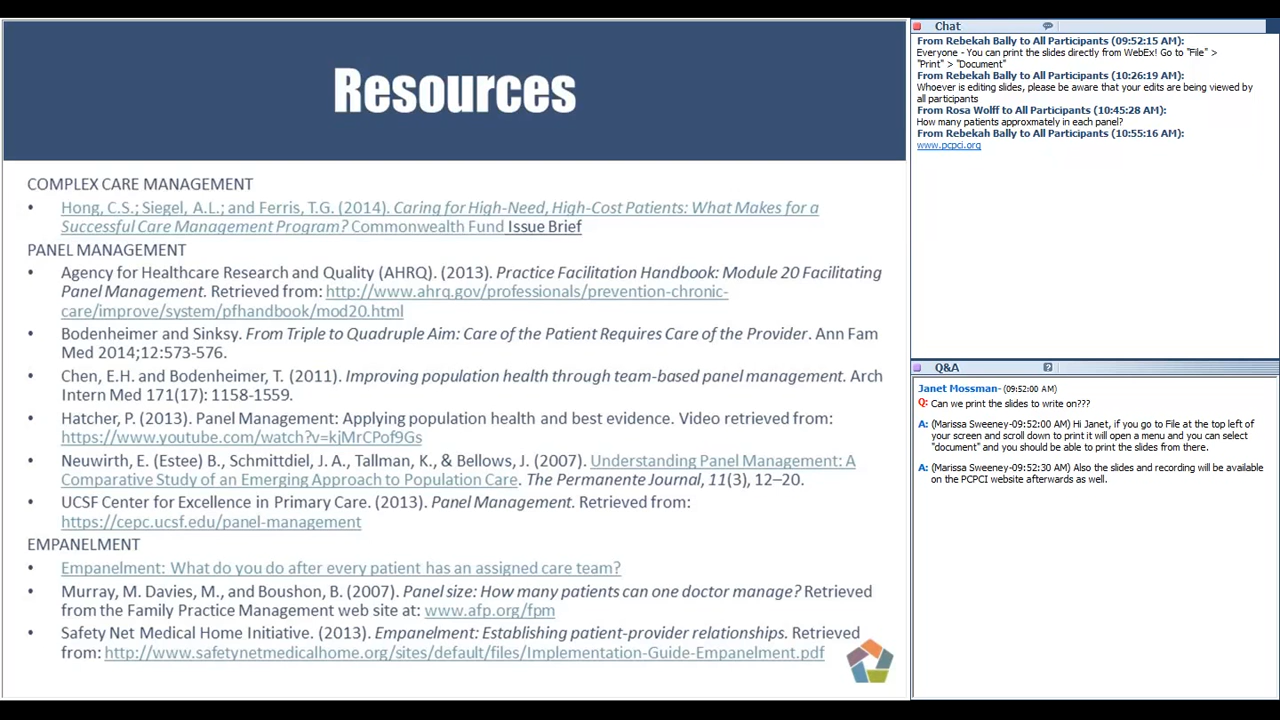 Resources
COMPLEX CARE MANAGEMENT
• Hong, C.S.; Siegel, A.L.; and Ferris, T.G. (2014). Caring for High-Need, High-Cost Patients: What Makes for a
Successful Care Management Program? Commonwealth Fund Issue Brief
PANEL MANAGEMENT
• Agency for Healthcare Research and Quality (AHRQ). (2013). Practice Facilitation Handbook: Module 20 Facilitating
Panel Management. Retrieved from: http://www.ahrq.gov/professionals/prevention-chronic-
care/improve/system/pfhandbook/mod20.html
• Bodenheimer and Sinksy. From Triple to Quadruple Aim: Care of the Patient Requires Care of the Provider. Ann Fam
Med 2014;12:573-576.
• Chen, E.H. and Bodenheimer, T. (2011). Improving population health through team-based panel management. Arch
Intern Med 171(17): 1158-1559.
• Hatcher, P. (2013). Panel Management: Applying population health and best evidence. Video retrieved from:
https://www.youtube.com/watch?v=kjMrCPof9Gs
• Neuwirth, E. (Estee) B., Schmittdiel, J. A., Tallman, K., & Bellows, J. (2007). Understanding Panel Management: A
Comparative Study of an Emerging Approach to Population Care. The Permanente Journal, 11(3), 12–20.
• UCSF Center for Excellence in Primary Care. (2013). Panel Management. Retrieved from:
https://cepc.ucsf.edu/panel-management
EMPANELMENT
• Empanelment: What do you do after every patient has an assigned care team?
• Murray, M. Davies, M., and Boushon, B. (2007). Panel size: How many patients can one doctor manage? Retrieved
from the Family Practice Management web site at: www.afp.org/fpm
• Safety Net Medical Home Initiative. (2013). Empanelment: Establishing patient-provider relationships. Retrieved
from: http://www.safetynetmedicalhome.org/sites/default/files/Implementation-Guide-Empanelment.pdf
Chat
From Rebekah Bally to All Participants (09:52:15 AM):
Everyone - You can print the slides directly from WebEx! Go to "File" >
"Print" > "Document"
From Rebekah Bally to All Participants (10:26:19 AM):
Whoever is editing slides, please be aware that your edits are being viewed by
all participants
From Rosa Wolff to All Participants (10:45:28 AM):
How many patients approxmately in each panel?
From Rebekah Bally to All Participants (10:55:16 AM):
www.pcpci.org
Q&A
Janet Mossman- (09:52:00 AM)
Q: Can we print the slides to write on???
A: (Marissa Sweeney-09:52:00 AM) Hi Janet, if you go to File at the top left of
your screen and scroll down to print it will open a menu and you can select
"document" and you should be able to print the slides from there.
A: (Marissa Sweeney-09:52:30 AM) Also the slides and recording will be available
on the PCPCI website afterwards as well.